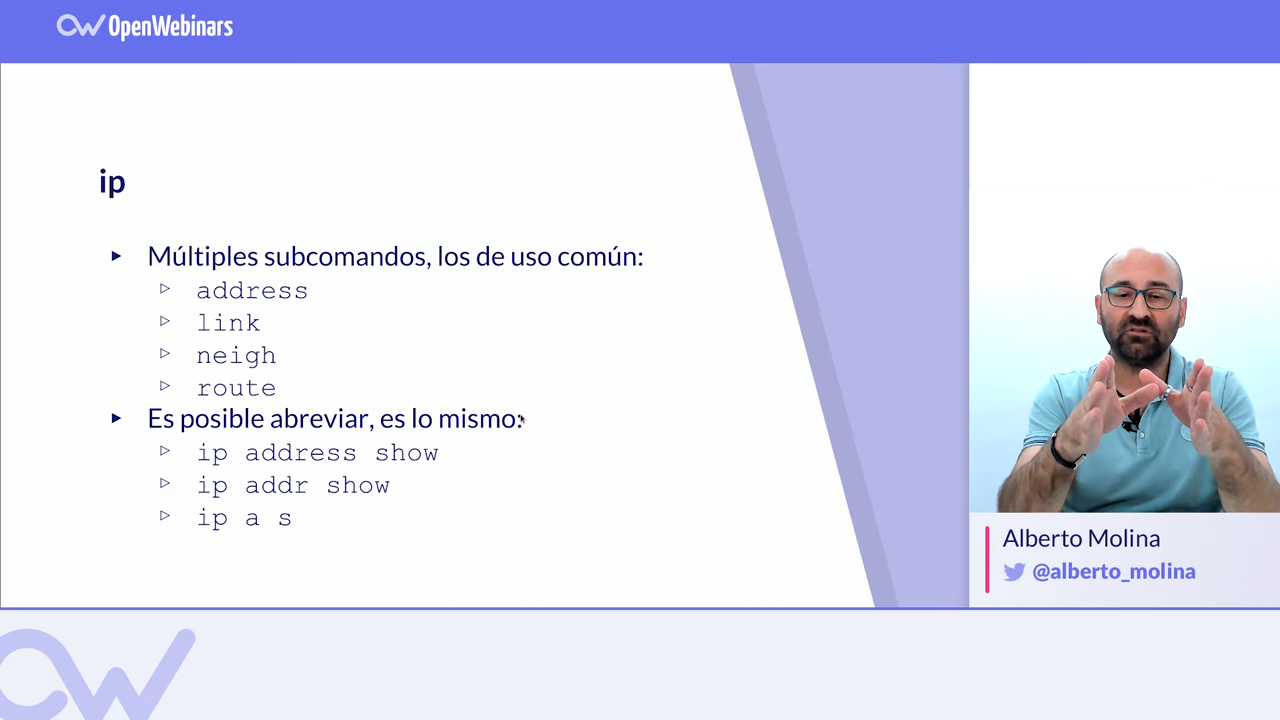 OpenWebinars
ip
Múltiples subcomandos, los de uso común:
address
link
neigh
route
Es posible abreviar, es lo mismo:
ip address show
ip addr show
ip a s
Alberto Molina
@alberto_molina